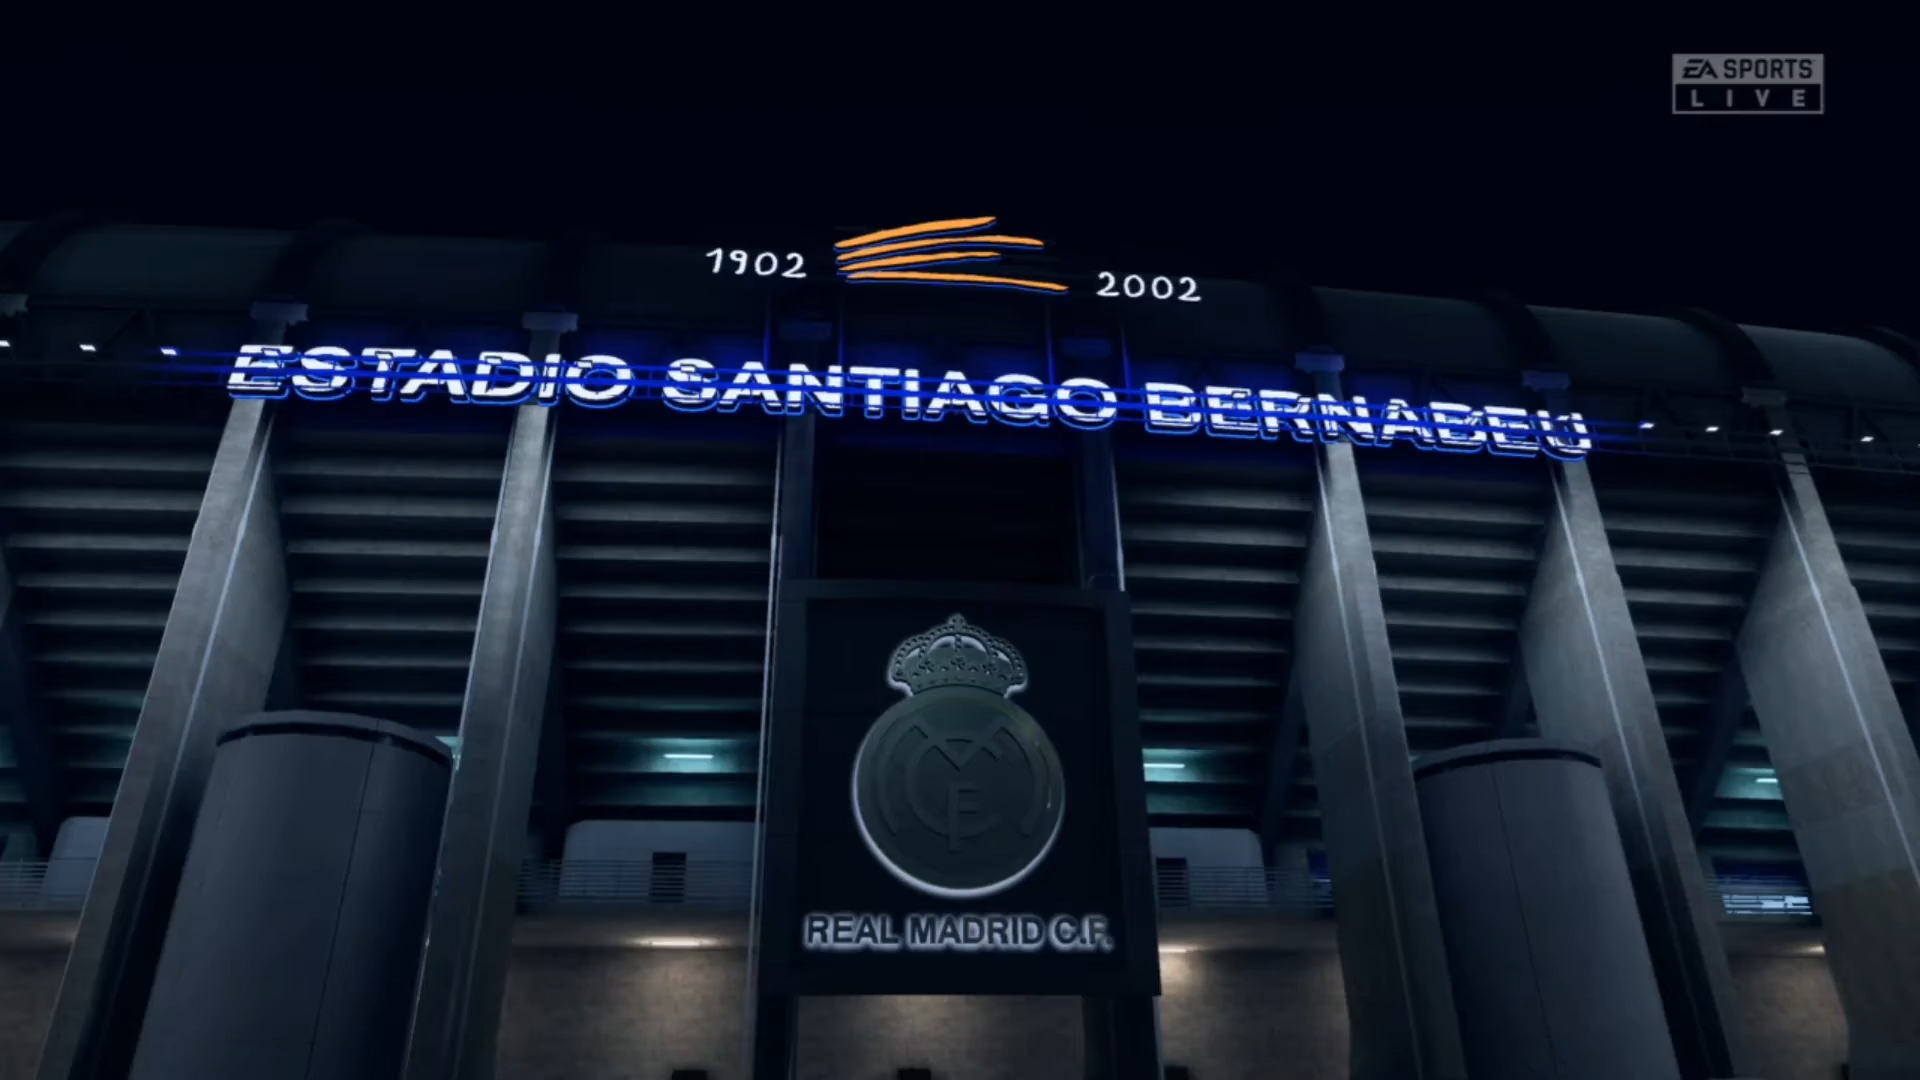 EA SPORTS
LIVE
1902 2002
ESTADIO SANTIAGO BERNABEU
REAL MADRID C.F.